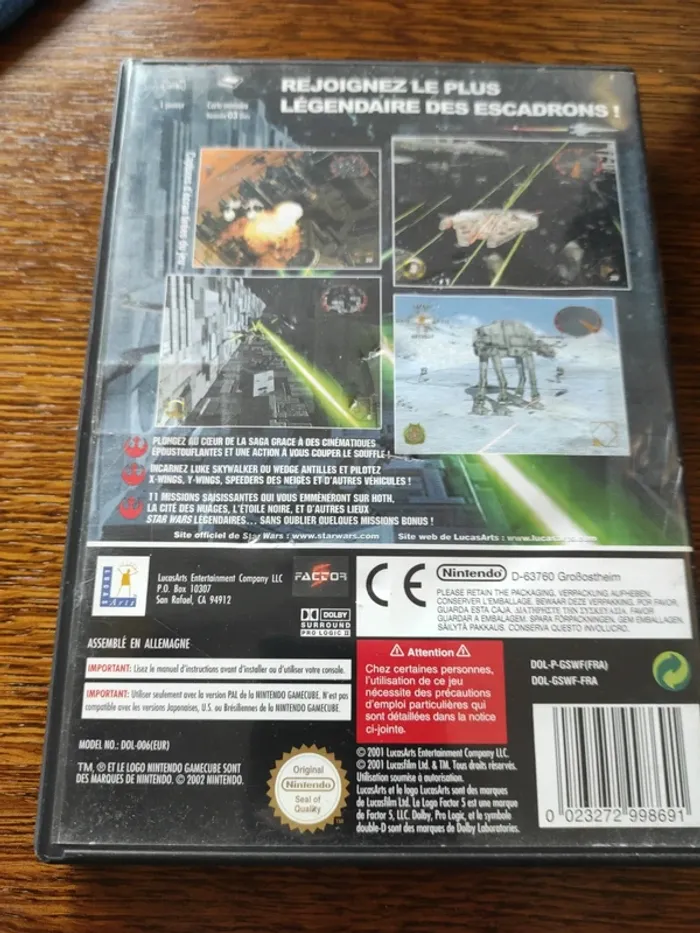 REJOIGNEZ LE PLUS
LÉGENDAIRE DES ESCADRONS !
1 joueur
Carte mémoire
PLONGEZ AU CŒUR DE LA SAGA GRACE À DES CINÉMATIQUES
ÉPOUSTOUFLANTES ET UNE ACTION À VOUS COUPER LE SOUFFLE !
INCARNEZ LUKE SKYWALKER OU WEDGE ANTILLES ET PILOTEZ
X-WINGS, Y-WINGS, SPEEDERS DES NEIGES ET D'AUTRES VÉHICULES !
11 MISSIONS SAISISSANTES QUI VOUS EMMÈNERONT SUR HOTH,
LA CITÉ DES NUAGES, L'ÉTOILE NOIRE, ET D'AUTRES LIEUX
STAR WARS LÉGENDAIRES... SANS OUBLIER QUELQUES MISSIONS BONUS !
Site officiel de Star Wars : www.starwars.com
Site web de LucasArts : www.lucasarts.com
LUCAS
Arts
LucasArts Entertainment Company LLC
P.O. Box 10307
San Rafael, CA 94912
FACTOR 5
DOLBY
SURROUND
PRO LOGIC II
CE
Nintendo D-63760 Großostheim
PLEASE RETAIN THE PACKAGING, VERPACKUNG AUFHEBEN.
CONSERVER L'EMBALLAGE. BEWAAR DEZE VERPAKKING. POR FAVOR,
GUARDA ESTA CAJA. ΔΙΑΤΗΡΗΣΤΕ ΤΗΝ ΣΥΣΚΕΥΑΣΙΑ. FAVOR
GUARDAR A EMBALAGEM. SPARA FÖRPACKNINGEN. GEM EMBALLAGEN.
SÄILYTÄ PAKKAUS. CONSERVA QUESTO INVOLUCRO.
ASSEMBLÉ EN ALLEMAGNE
IMPORTANT: Lisez le manuel d'instructions avant d'installer ou d'utiliser votre console.
IMPORTANT: Utiliser seulement avec la version PAL de la NINTENDO GAMECUBE. N'est pas
compatible avec les versions Japonaises, U.S. ou Brésiliennes de la NINTENDO GAMECUBE.
Attention
Chez certaines personnes,
l'utilisation de ce jeu
nécessite des précautions
d'emploi particulières qui
sont détaillées dans la notice
ci-jointe.
DOL-P-GSWF(FRA)
DOL-GSWF-FRA
MODEL NO.: DOL-006(EUR)
TM, ® ET LE LOGO NINTENDO GAMECUBE SONT
DES MARQUES DE NINTENDO. © 2002 NINTENDO.
Original
Nintendo
Seal of
Quality
TM
© 2001 LucasArts Entertainment Company LLC.
© 2001 Lucasfilm Ltd. & TM. Tous droits réservés.
Utilisation soumise à autorisation.
LucasArts et le logo LucasArts sont des marques
de Lucasfilm Ltd. Le Logo Factor 5 est une marque
de Factor 5, LLC. Dolby, Pro Logic, et le symbole
double-D sont des marques de Dolby Laboratories.
0 023272 998691